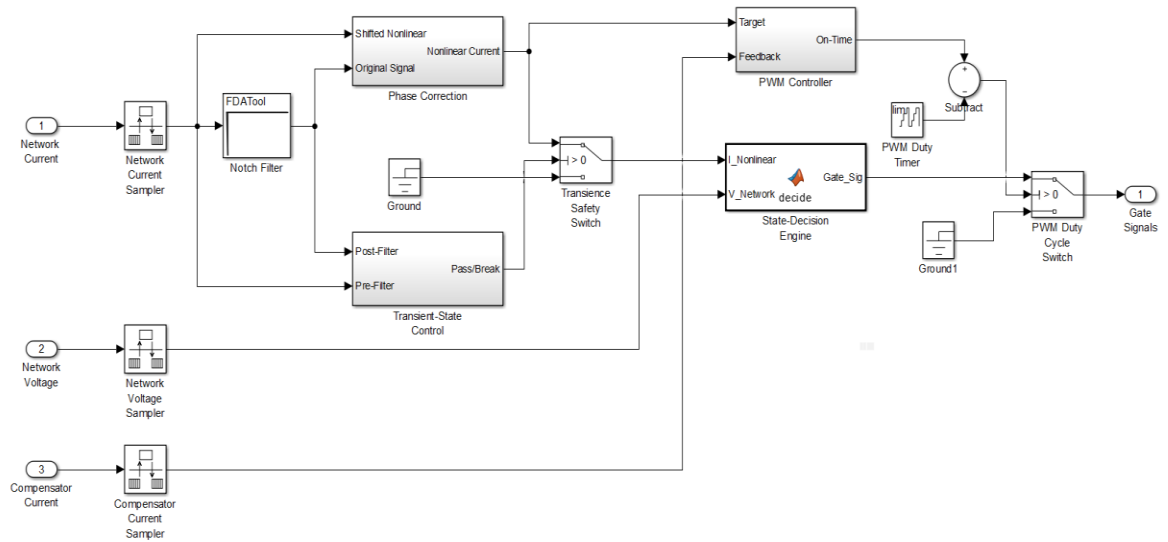 Shifted Nonlinear
Original Signal
Nonlinear Current
Phase Correction
Target
Feedback
On-Time
PWM Controller
+
−
Subtract
lim
PWM Duty
Timer
1
Network
Current
Network
Current
Sampler
FDATool
Notch Filter
Ground
> 0
Transience
Safety
Switch
I_Nonlinear
V_Network
decide
Gate_Sig
State-Decision
Engine
Ground1
> 0
PWM Duty
Cycle
Switch
1
Gate
Signals
Post-Filter
Pre-Filter
Pass/Break
Transient-State
Control
2
Network
Voltage
Network
Voltage
Sampler
3
Compensator
Current
Compensator
Current
Sampler